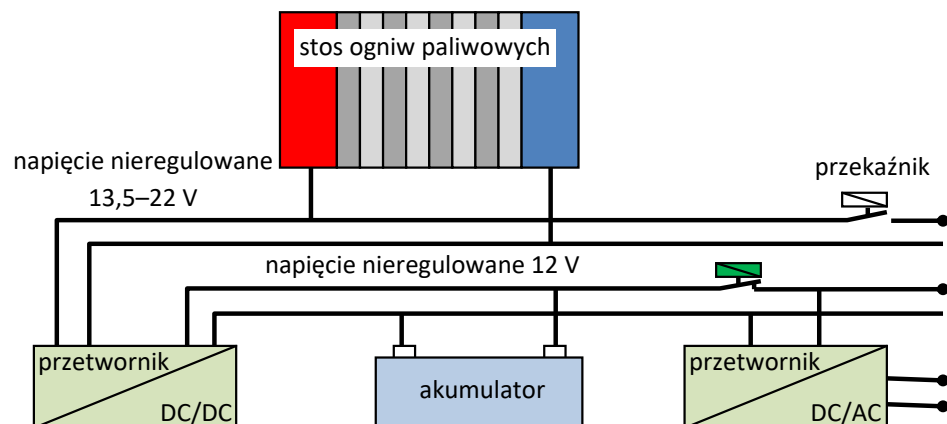 stos ogniw paliwowych
napięcie nieregulowane
13,5–22 V
przekaźnik
napięcie nieregulowane 12 V
przetwornik
DC/DC
akumulator
przetwornik
DC/AC